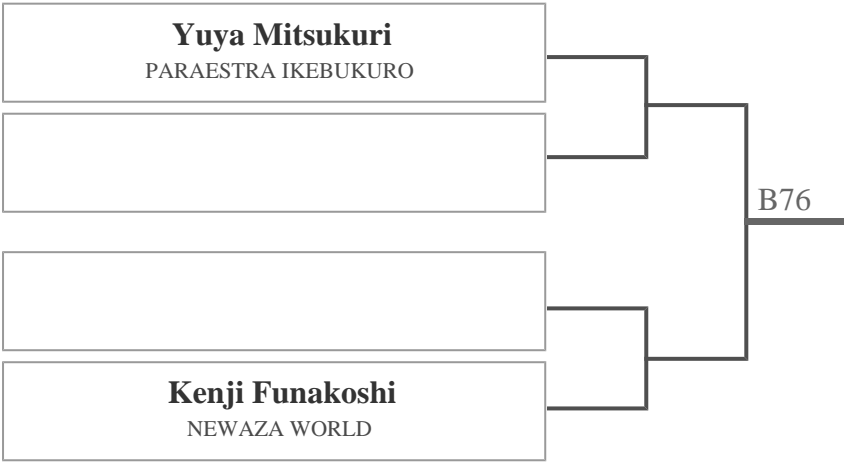 Yuya Mitsukuri
PARAESTRA IKEBUKURO
B76
Kenji Funakoshi
NEWAZA WORLD